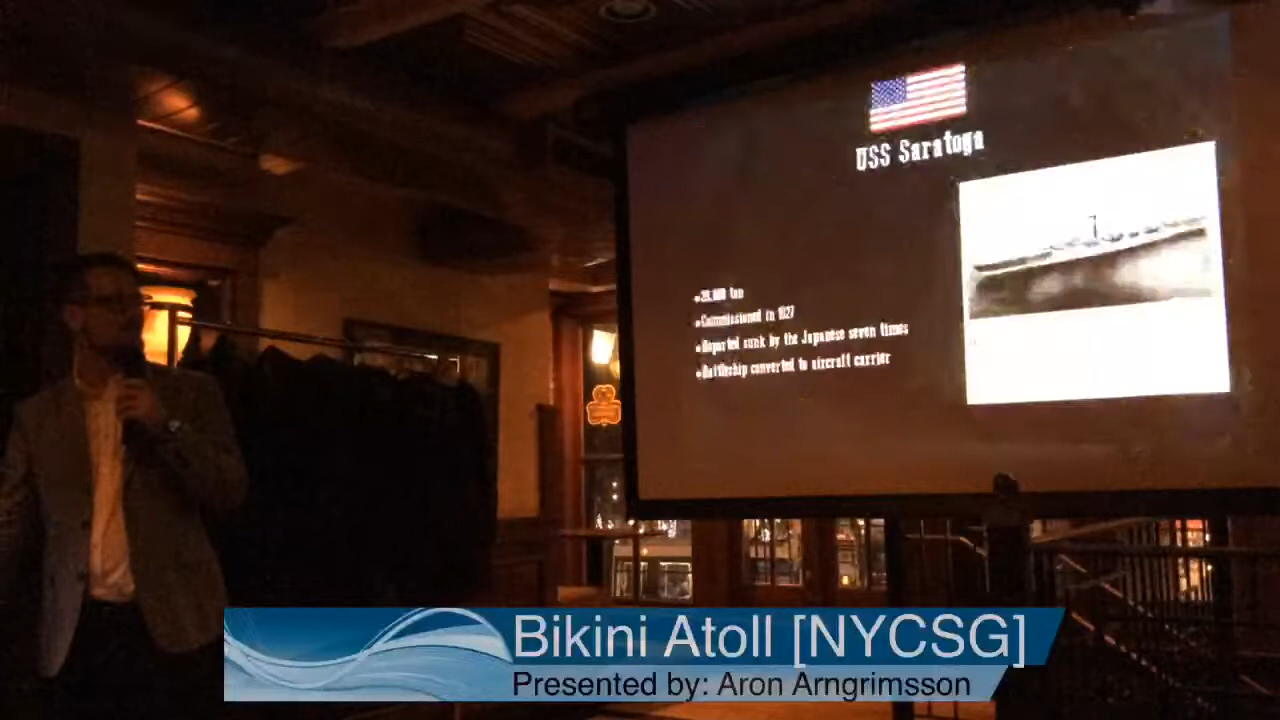 USS Saratoga
ton
•Commissioned in 1927
•Reported sunk by the Japanese seven times
•Battleship converted to aircraft carrier
Bikini Atoll [NYCSG]
Presented by: Aron Arngrimsson